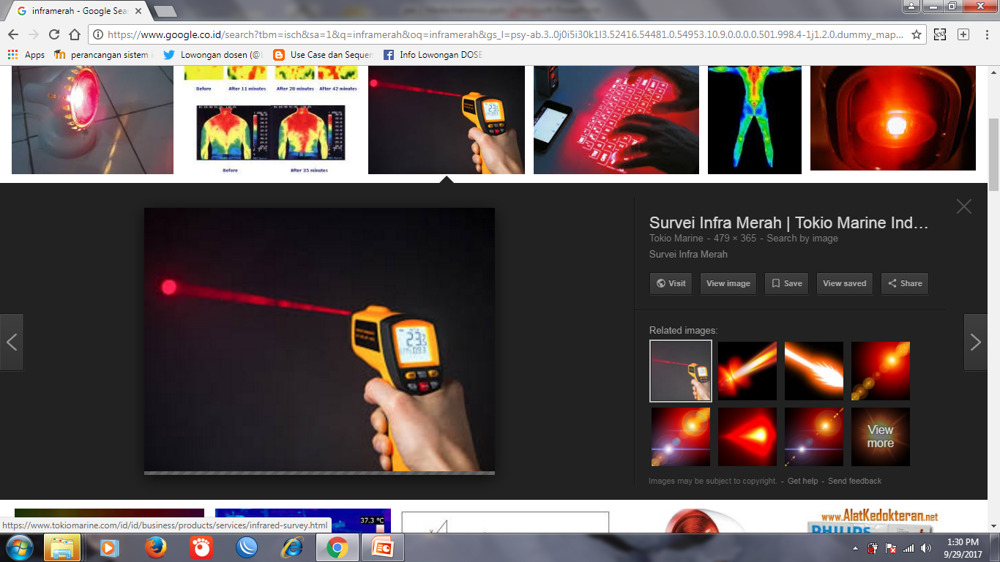 inframerah - Google Sear
https://www.google.co.id/search?tbm=isch&sa=1&q=inframerah&oq=inframerah&gs_l=psy-ab.3..0j0i5i30k1l3.52416.54481.0.54953.10.9.0.0.0.0.501.998.4-1j1.2.0.dummy_map...
Apps
perancangan sistem i
Lowongan dosen (@L
Use Case dan Sequen
Info Lowongan DOSE
Before
After 11 minutes
After 28 minutes
After 42 minutes
Before
After 35 minutes
Survei Infra Merah | Tokio Marine Ind...
Tokio Marine - 479 × 365 - Search by image
Survei Infra Merah
Visit
View image
Save
View saved
Share
Related images:
View
more
Images may be subject to copyright. - Get help - Send feedback
37.3 °C
AlatKedokteran.net
PHILIPS
https://www.tokiomarine.com/id/id/business/products/services/infrared-survey.html
1:30 PM
9/29/2017